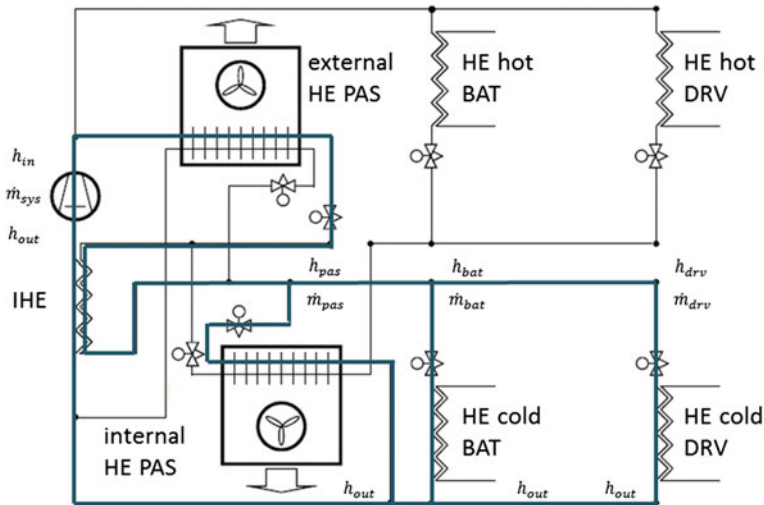 external
HE PAS
HE hot
BAT
HE hot
DRV
h_in
ṁ_sys
h_out
IHE
h_pas
h_bat
h_drv
ṁ_pas
ṁ_bat
ṁ_drv
internal
HE PAS
HE cold
BAT
HE cold
DRV
h_out
h_out
h_out